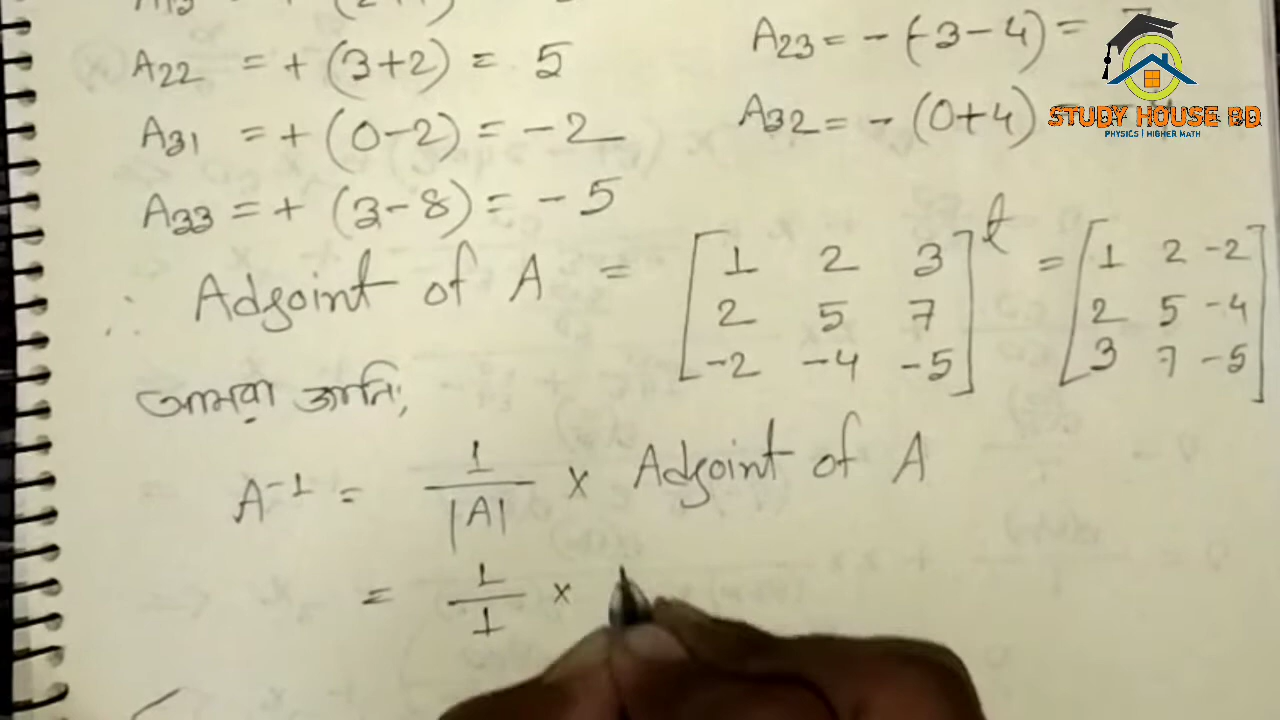 A22 = + (3+2) = 5
A23 = - (-3-4) = 7
A31 = + (0-2) = -2
A32 = - (0+4) =
A33 = + (3-8) = -5
∴ Adjoint of A = [1 2 3
2 5 7
-2 -4 -5]^t = [1 2 -2
2 5 -4
3 7 -5]
আমরা জানি,
A^-1 = 1/|A| × Adjoint of A
= 1/1 ×
STUDY HOUSE BD
PHYSICS | HIGHER MATH